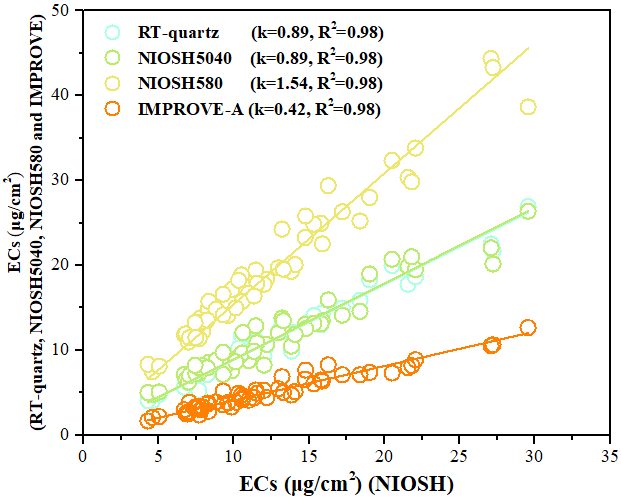 50
40
30
20
10
0
RT-quartz (k=0.89, R²=0.98)
NIOSH5040 (k=0.89, R²=0.98)
NIOSH580 (k=1.54, R²=0.98)
IMPROVE-A (k=0.42, R²=0.98)
ECs (μg/cm²)
(RT-quartz, NIOSH5040, NIOSH580 and IMPROVE)
0 5 10 15 20 25 30 35
ECs (μg/cm²) (NIOSH)